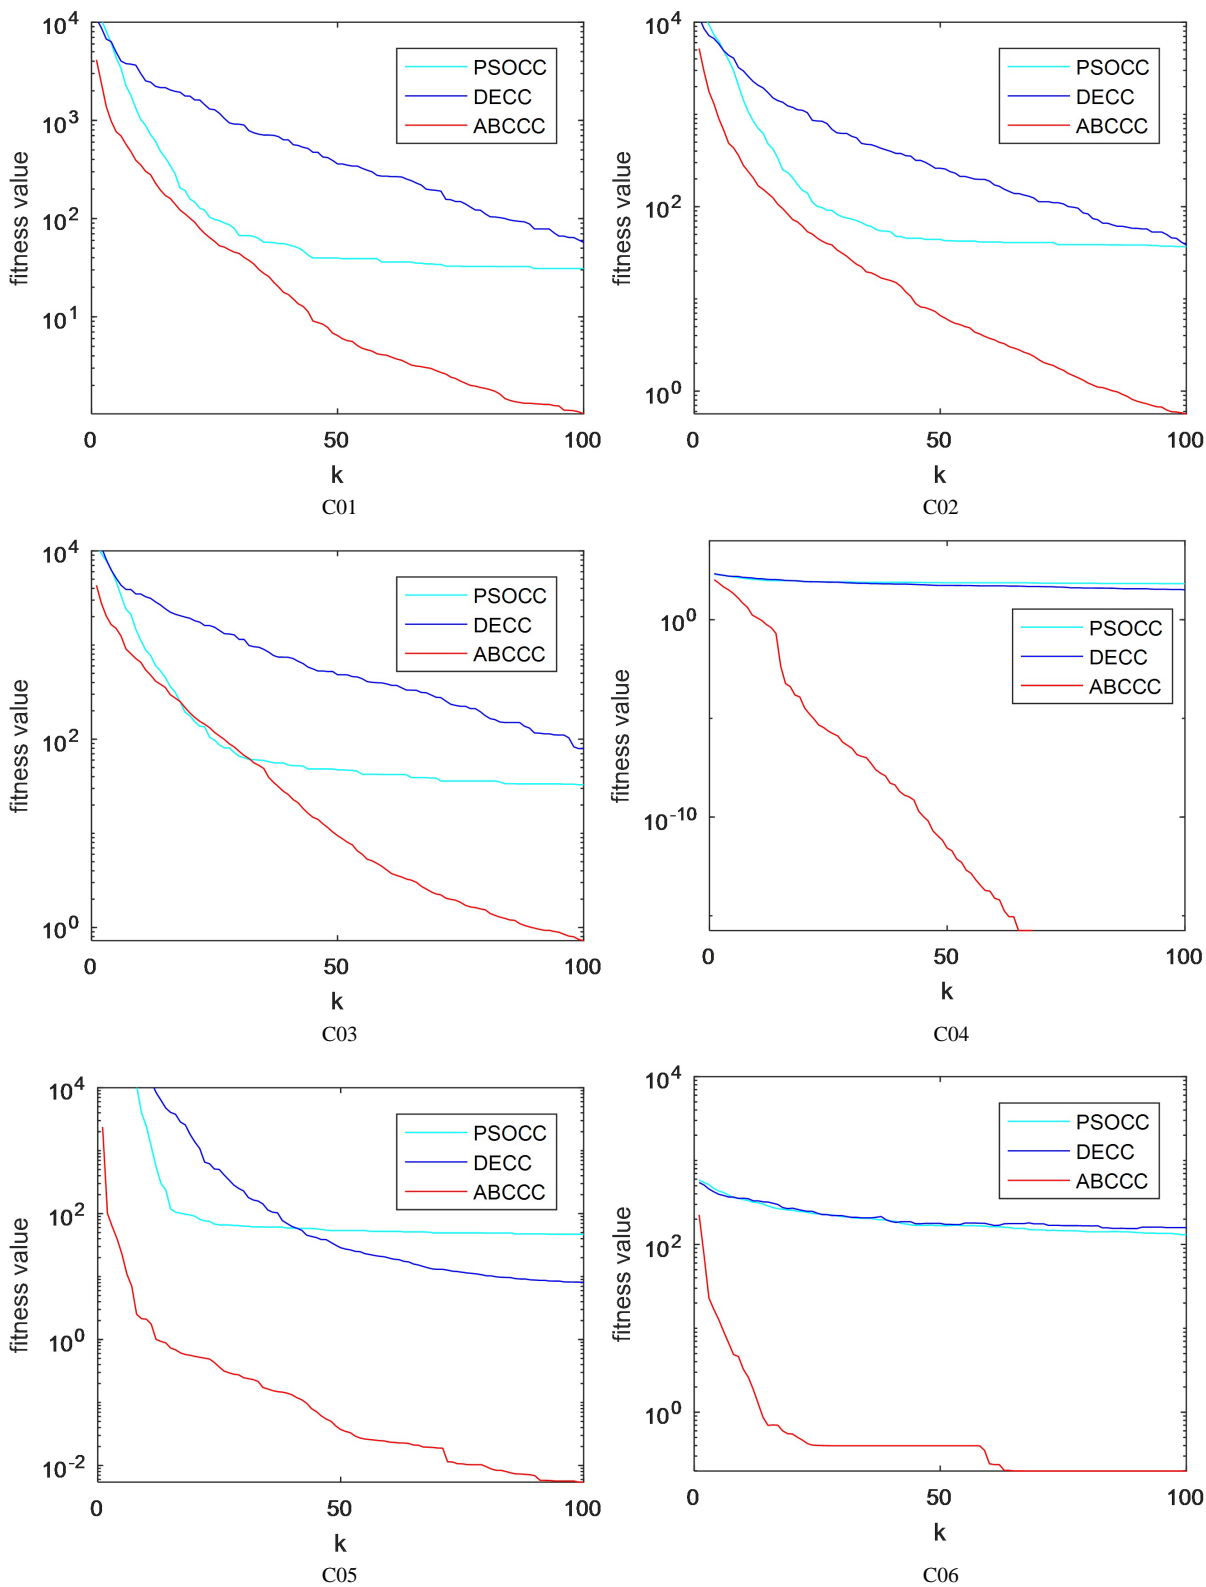 10^4
10^3
10^2
10^1
fitness value
PSOCC
DECC
ABCCC
0 50 100
k
C01
10^4
10^2
10^0
fitness value
PSOCC
DECC
ABCCC
0 50 100
k
C02
10^4
10^2
10^0
fitness value
PSOCC
DECC
ABCCC
0 50 100
k
C03
10^0
10^-10
fitness value
PSOCC
DECC
ABCCC
0 50 100
k
C04
10^4
10^2
10^0
10^-2
fitness value
PSOCC
DECC
ABCCC
0 50 100
k
C05
10^4
10^2
10^0
fitness value
PSOCC
DECC
ABCCC
0 50 100
k
C06